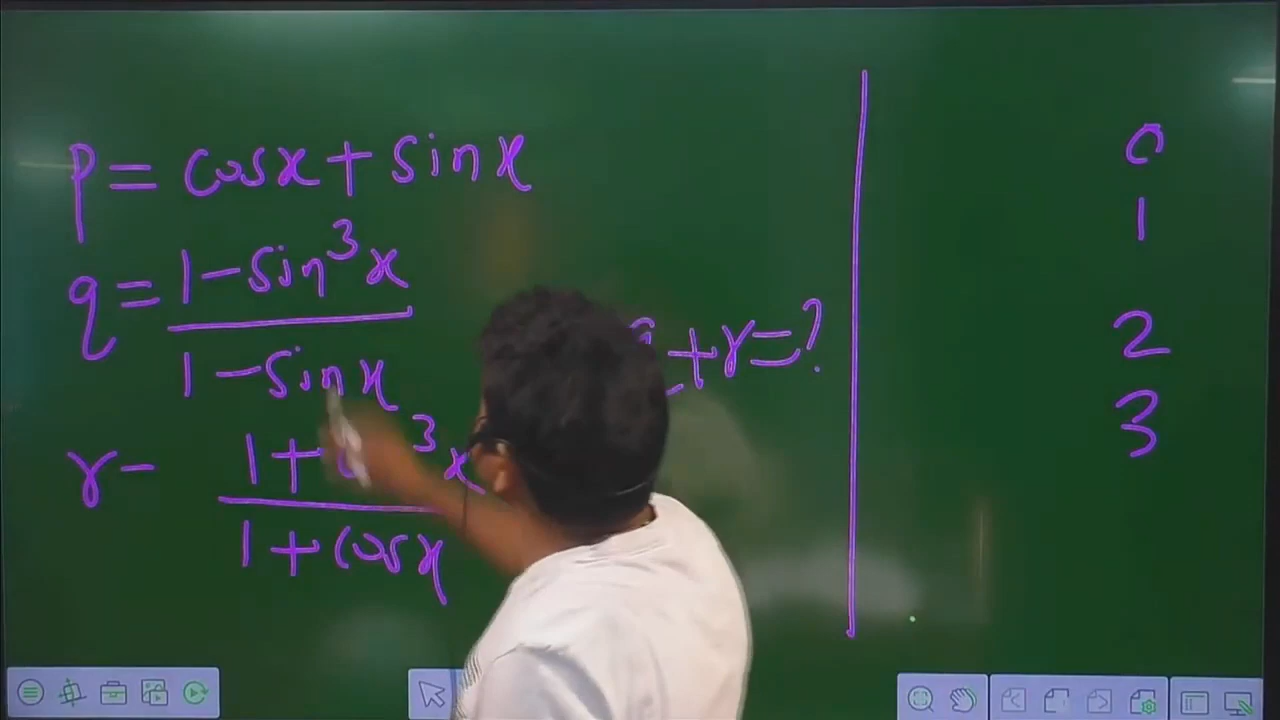 p = cosx + sinx
q = 1 - sin³x
1 - sinx
+ r = ?
r - 1 + ³x
1 + cosx
0
1
2
3